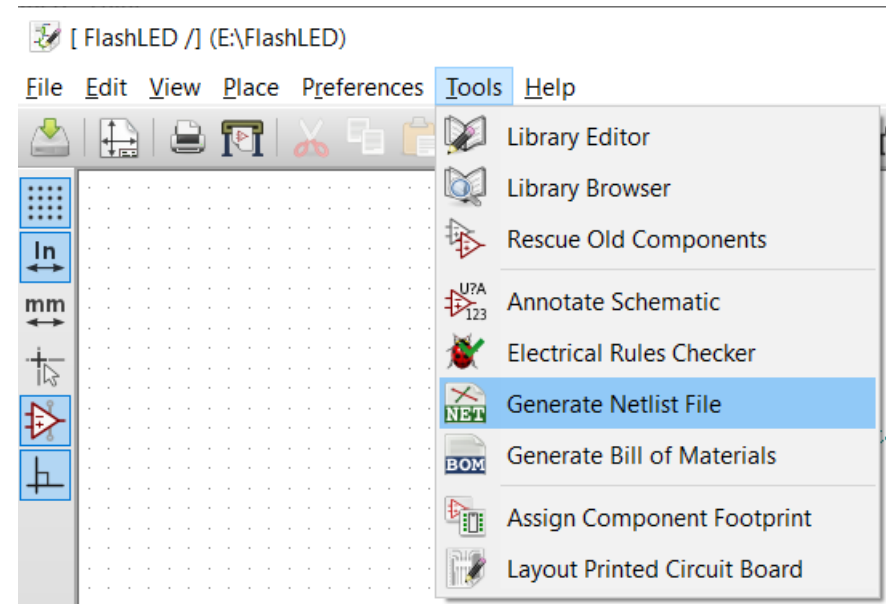 [ FlashLED /] (E:\FlashLED)
File Edit View Place Preferences Tools Help
Library Editor
Library Browser
Rescue Old Components
U?A
123
Annotate Schematic
Electrical Rules Checker
NET
Generate Netlist File
BOM
Generate Bill of Materials
Assign Component Footprint
Layout Printed Circuit Board
In
mm